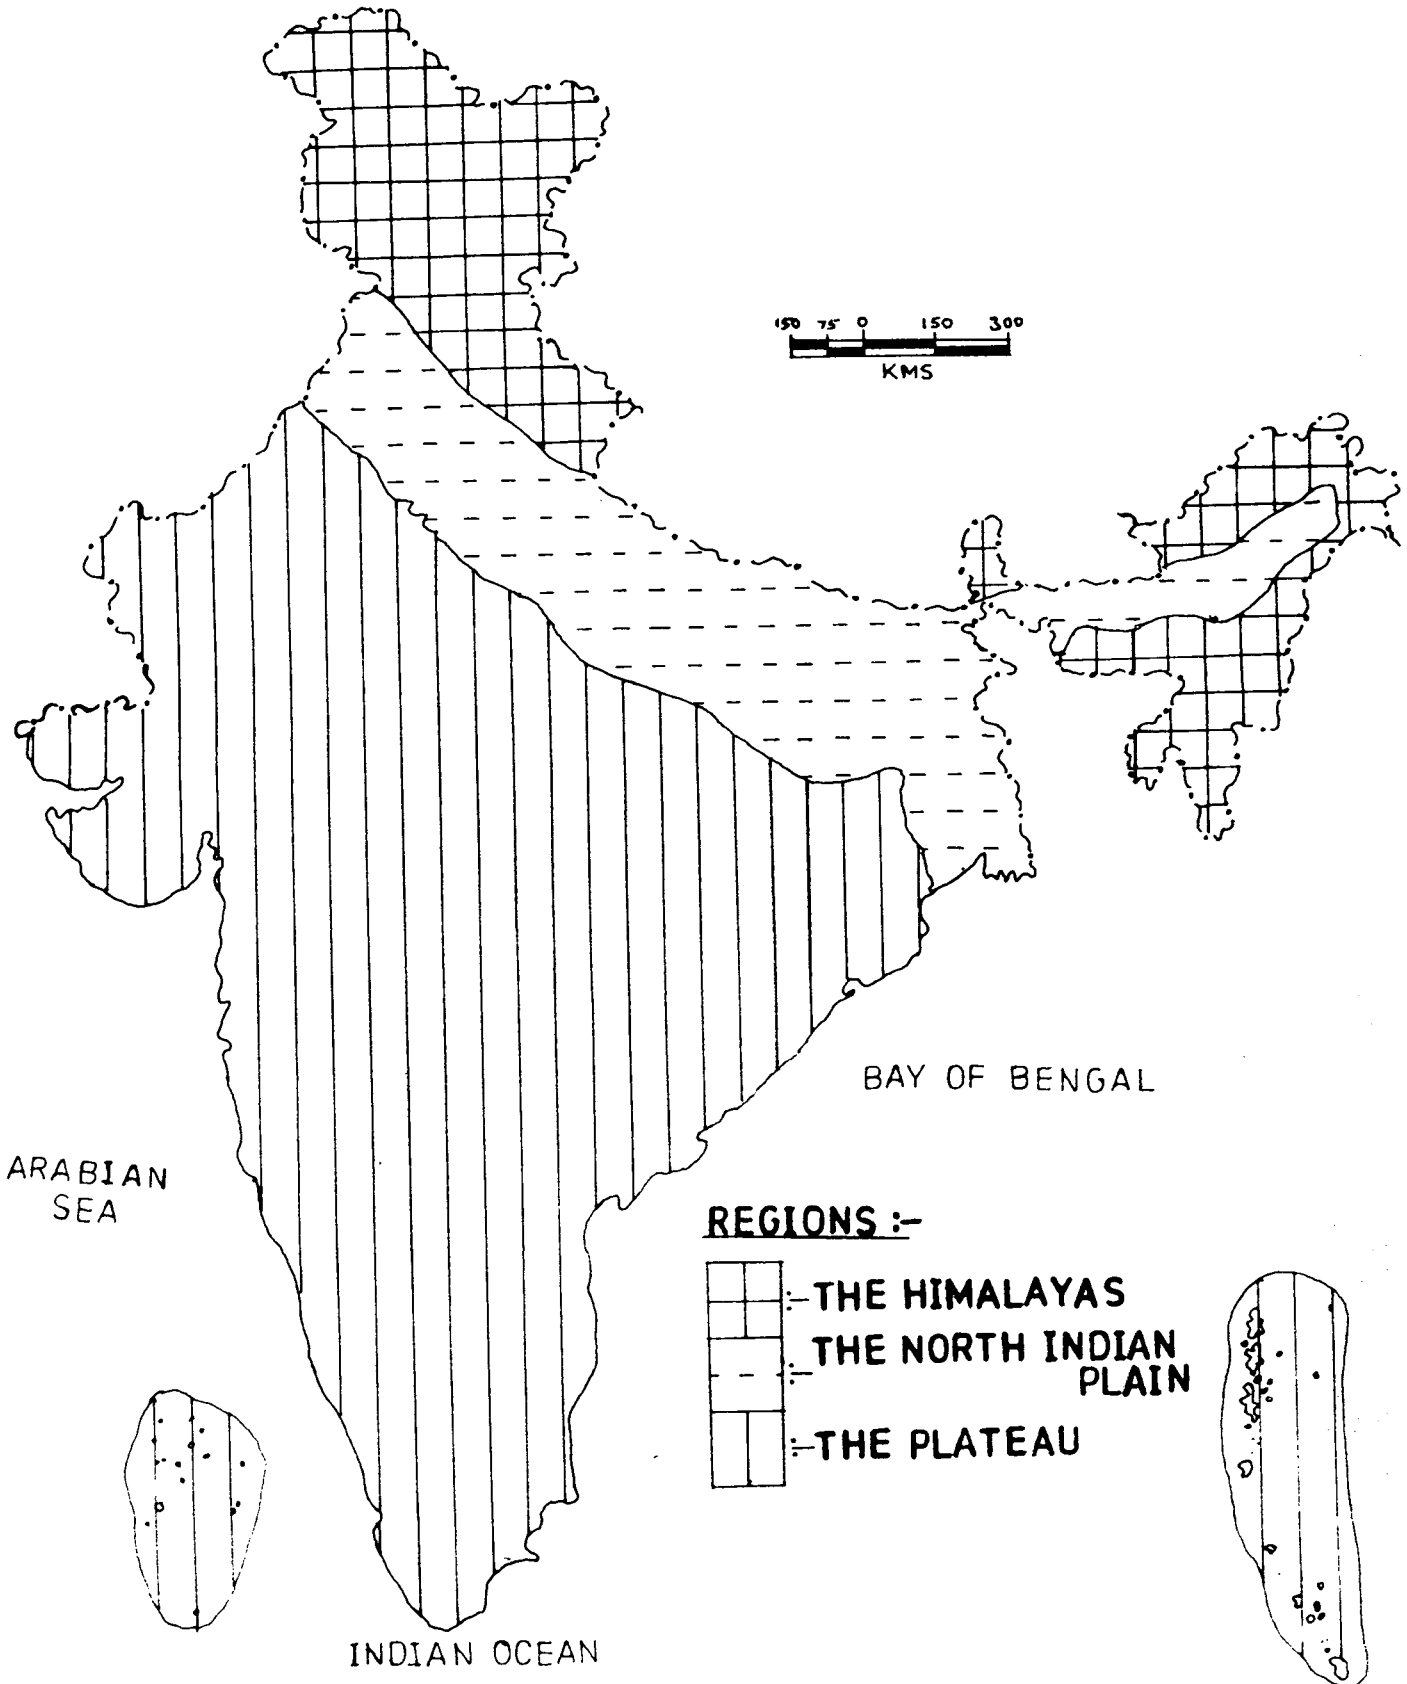 150 75 0 150 300
KMS
BAY OF BENGAL
ARABIAN
SEA
REGIONS :-
:- THE HIMALAYAS
:- THE NORTH INDIAN
PLAIN
:- THE PLATEAU
INDIAN OCEAN